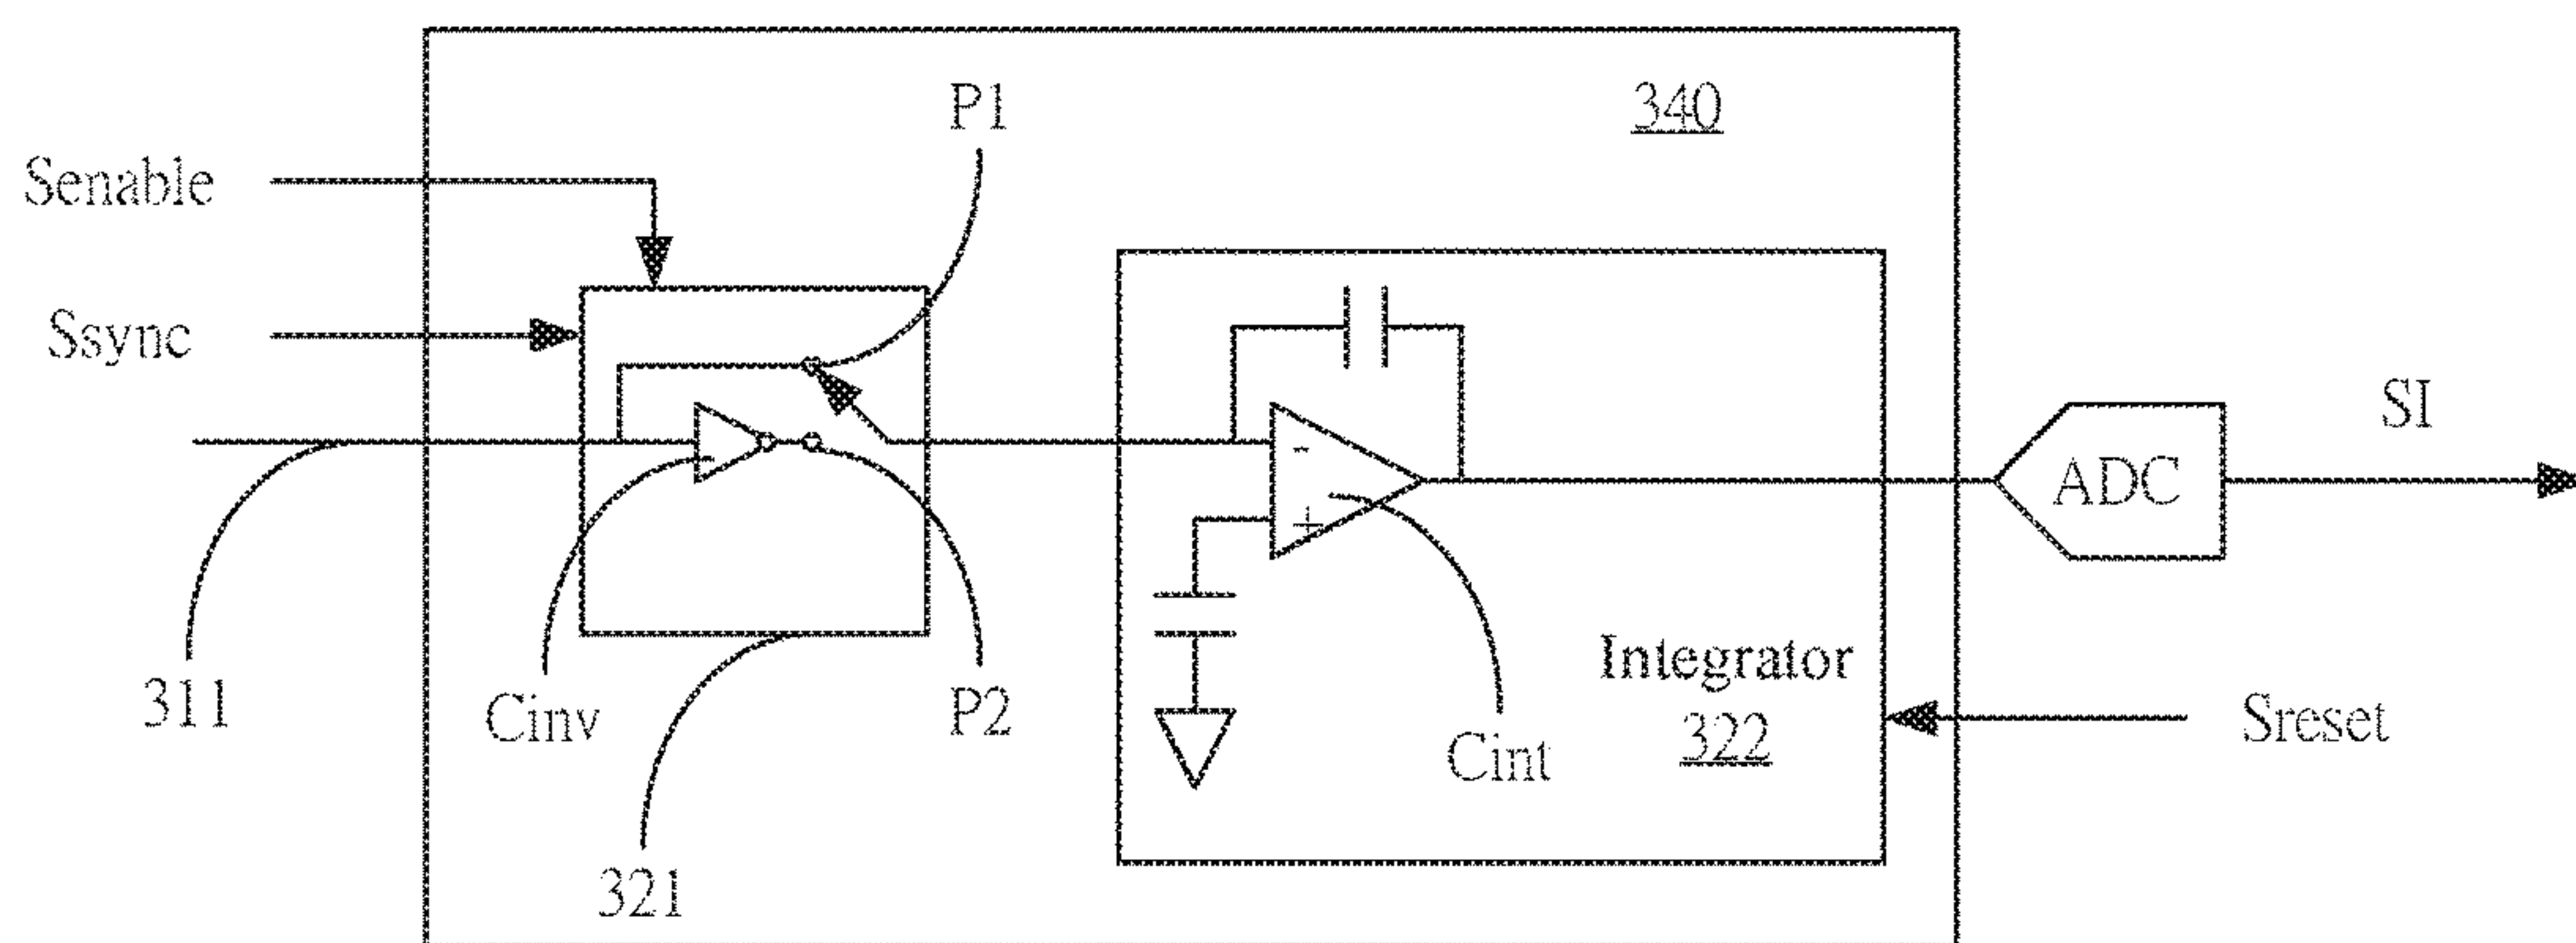 340
P1
Senable
Ssync
SI
ADC
-
+
Integrator
322
311
Cinv
P2
Cint
Sreset
321